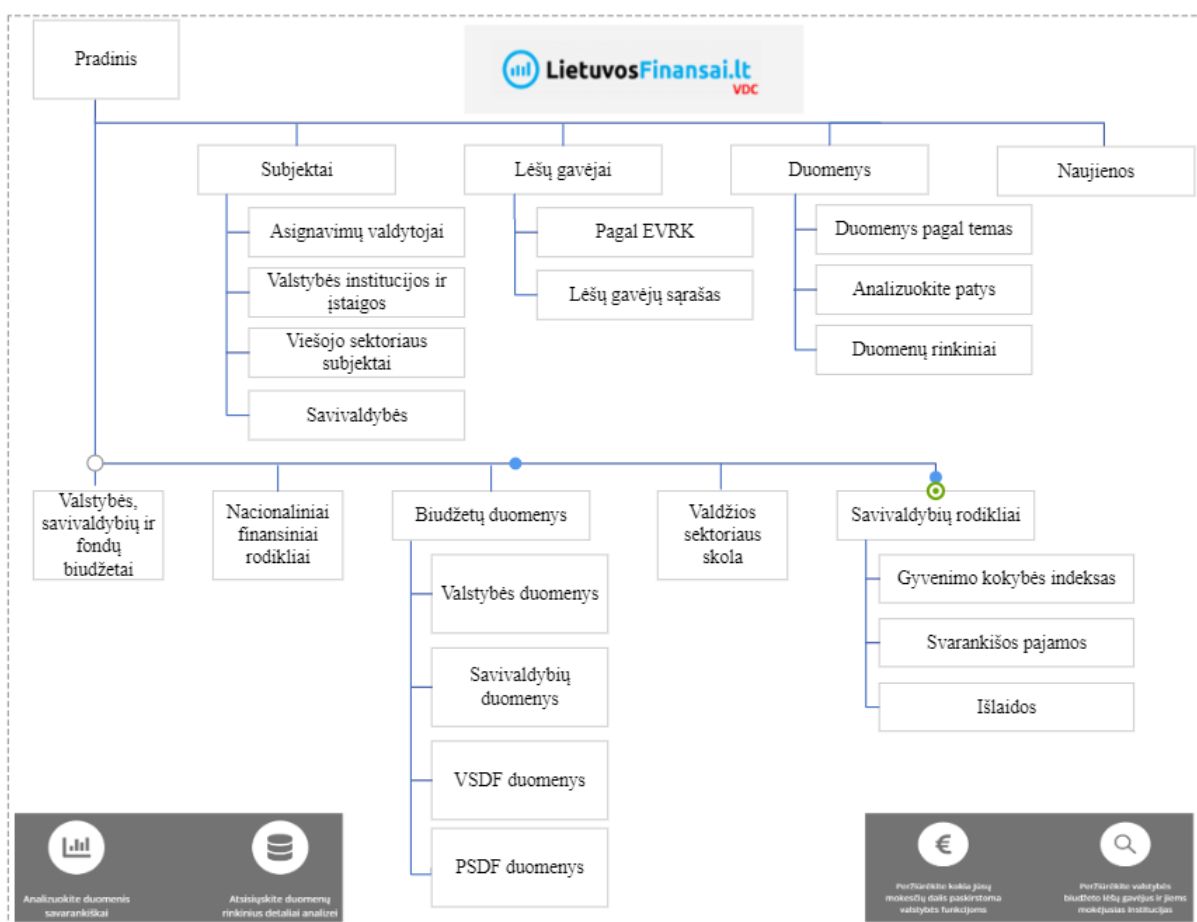 Pradinis
LietuvosFinansai.lt
VDC
Subjektai
Lėšų gavėjai
Duomenys
Naujienos
Asignavimų valdytojai
Valstybės institucijos ir
įstaigos
Viešojo sektoriaus
subjektai
Savivaldybės
Pagal EVRK
Lėšų gavėjų sąrašas
Duomenys pagal temas
Analizuokite patys
Duomenų rinkiniai
Valstybės,
savivaldybių ir
fondų
biudžetai
Nacionaliniai
finansiniai
rodikliai
Biudžetų duomenys
Valdžios
sektoriaus
skola
Savivaldybių rodikliai
Valstybės duomenys
Savivaldybių
duomenys
VSDF duomenys
PSDF duomenys
Gyvenimo kokybės indeksas
Svarankišos pajamos
Išlaidos
Analizuokite duomenis
savarankiškai
Atsisiųskite duomenų
rinkinius detaliai analizei
€
Peržiūrėkite kokia jūsų
mokesčių dalis paskirstoma
valstybės funkcijoms
Peržiūrėkite valstybės
biudžeto lėšų gavėjus ir jiems
mokėjusias institucijas